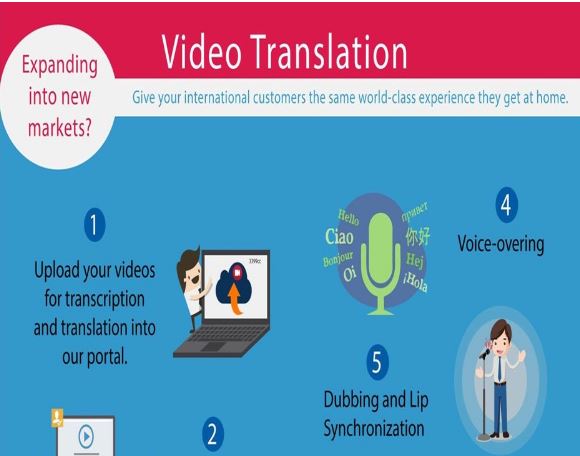 Video Translation
Expanding
into new
markets?
Give your international customers the same world-class experience they get at home.
1
Upload your videos
for transcription
and translation into
our portal.
2
Hello
привет
Ciao
你好
Bonjour
Hej
Oi
¡Hola
4
Voice-overing
5
Dubbing and Lip
Synchronization